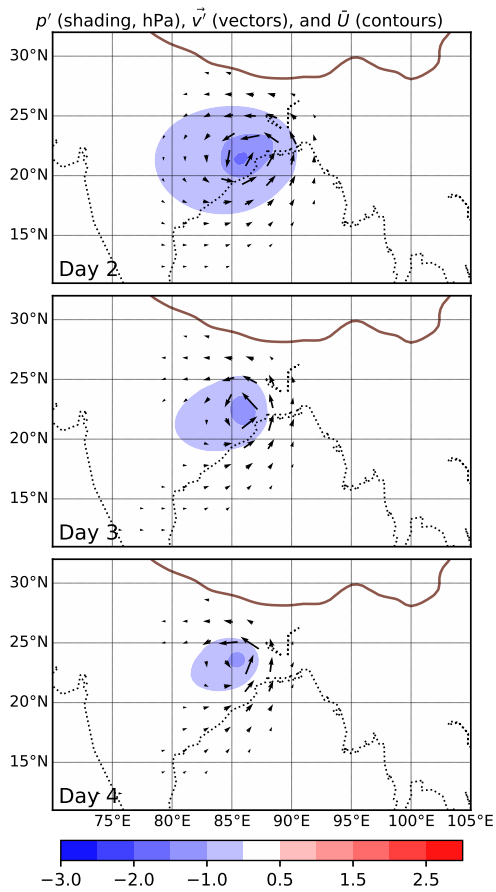 p′ (shading, hPa), v⃗′ (vectors), and Ū (contours)
30°N
25°N
20°N
15°N
Day 2
30°N
25°N
20°N
15°N
Day 3
30°N
25°N
20°N
15°N
Day 4
75°E 80°E 85°E 90°E 95°E 100°E 105°E
−3.0 −2.0 −1.0 0.5 1.5 2.5